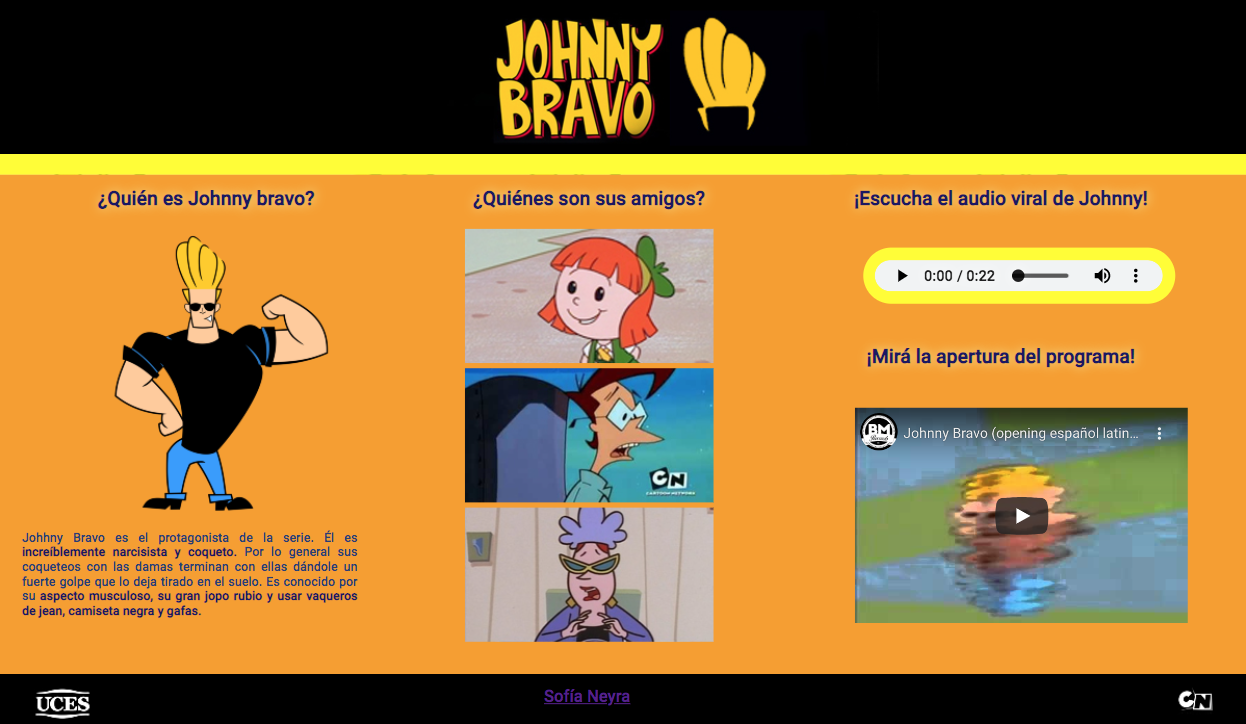 JOHNNY
BRAVO
¿Quién es Johnny bravo?
Johhny Bravo es el protagonista de la serie. Él es
increíblemente narcisista y coqueto. Por lo general sus
coqueteos con las damas terminan con ellas dándole un
fuerte golpe que lo deja tirado en el suelo. Es conocido por
su aspecto musculoso, su gran jopo rubio y usar vaqueros
de jean, camiseta negra y gafas.
¿Quiénes son sus amigos?
CN
CARTOON NETWORK
¡Escucha el audio viral de Johnny!
0:00 / 0:22
¡Mirá la apertura del programa!
BM
Johnny Bravo (opening español latin...
UCES
Sofía Neyra
CN